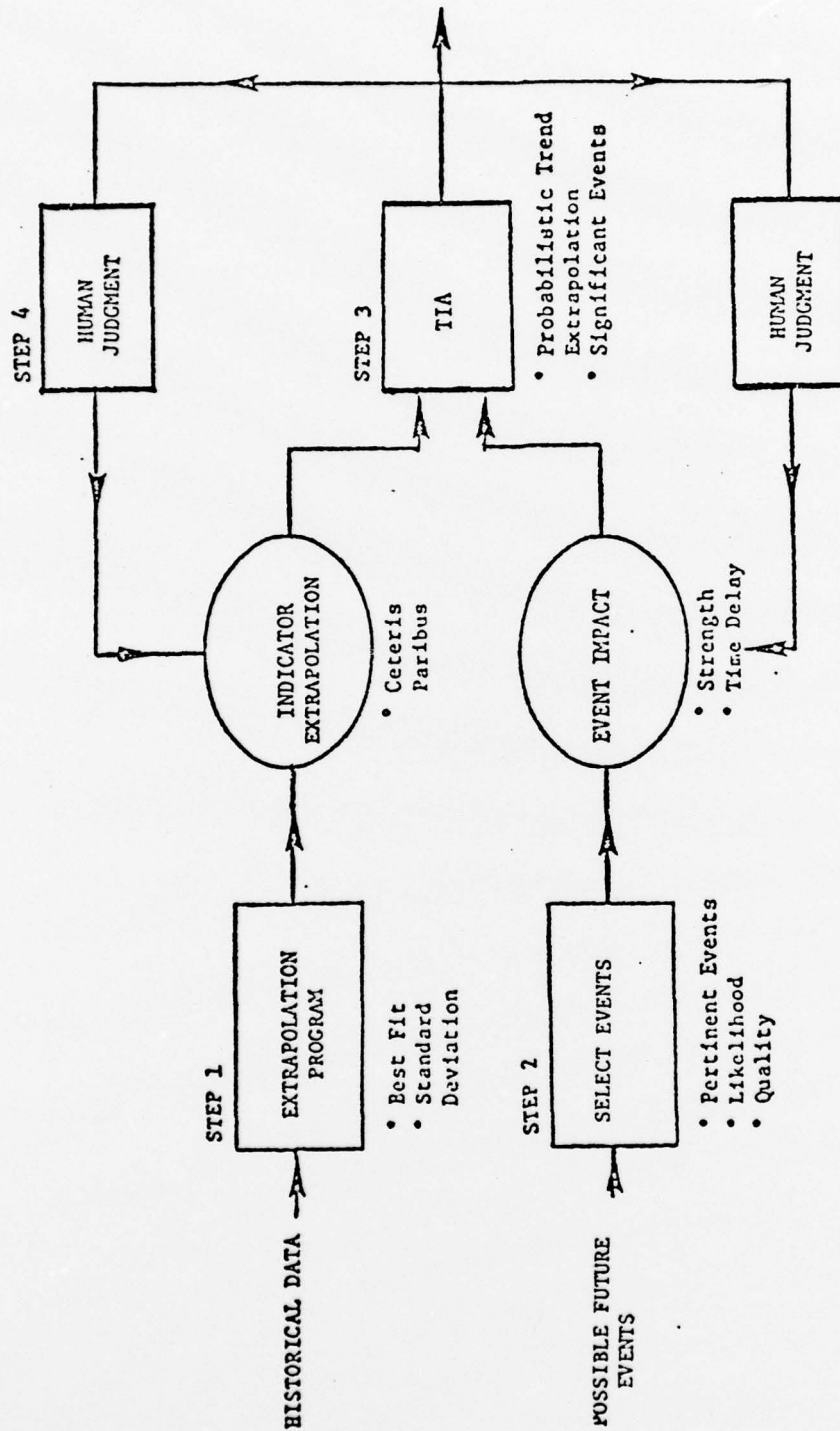 STEP 4
HUMAN
JUDGMENT
STEP 1
HISTORICAL DATA
EXTRAPOLATION
PROGRAM
• Best Fit
• Standard
Deviation
INDICATOR
EXTRAPOLATION
• Ceteris
Paribus
STEP 3
TIA
• Probabilistic Trend
Extrapolation
• Significant Events
STEP 2
POSSIBLE FUTURE
EVENTS
SELECT EVENTS
• Pertinent Events
• Likelihood
• Quality
EVENT IMPACT
• Strength
• Time Delay
HUMAN
JUDGMENT